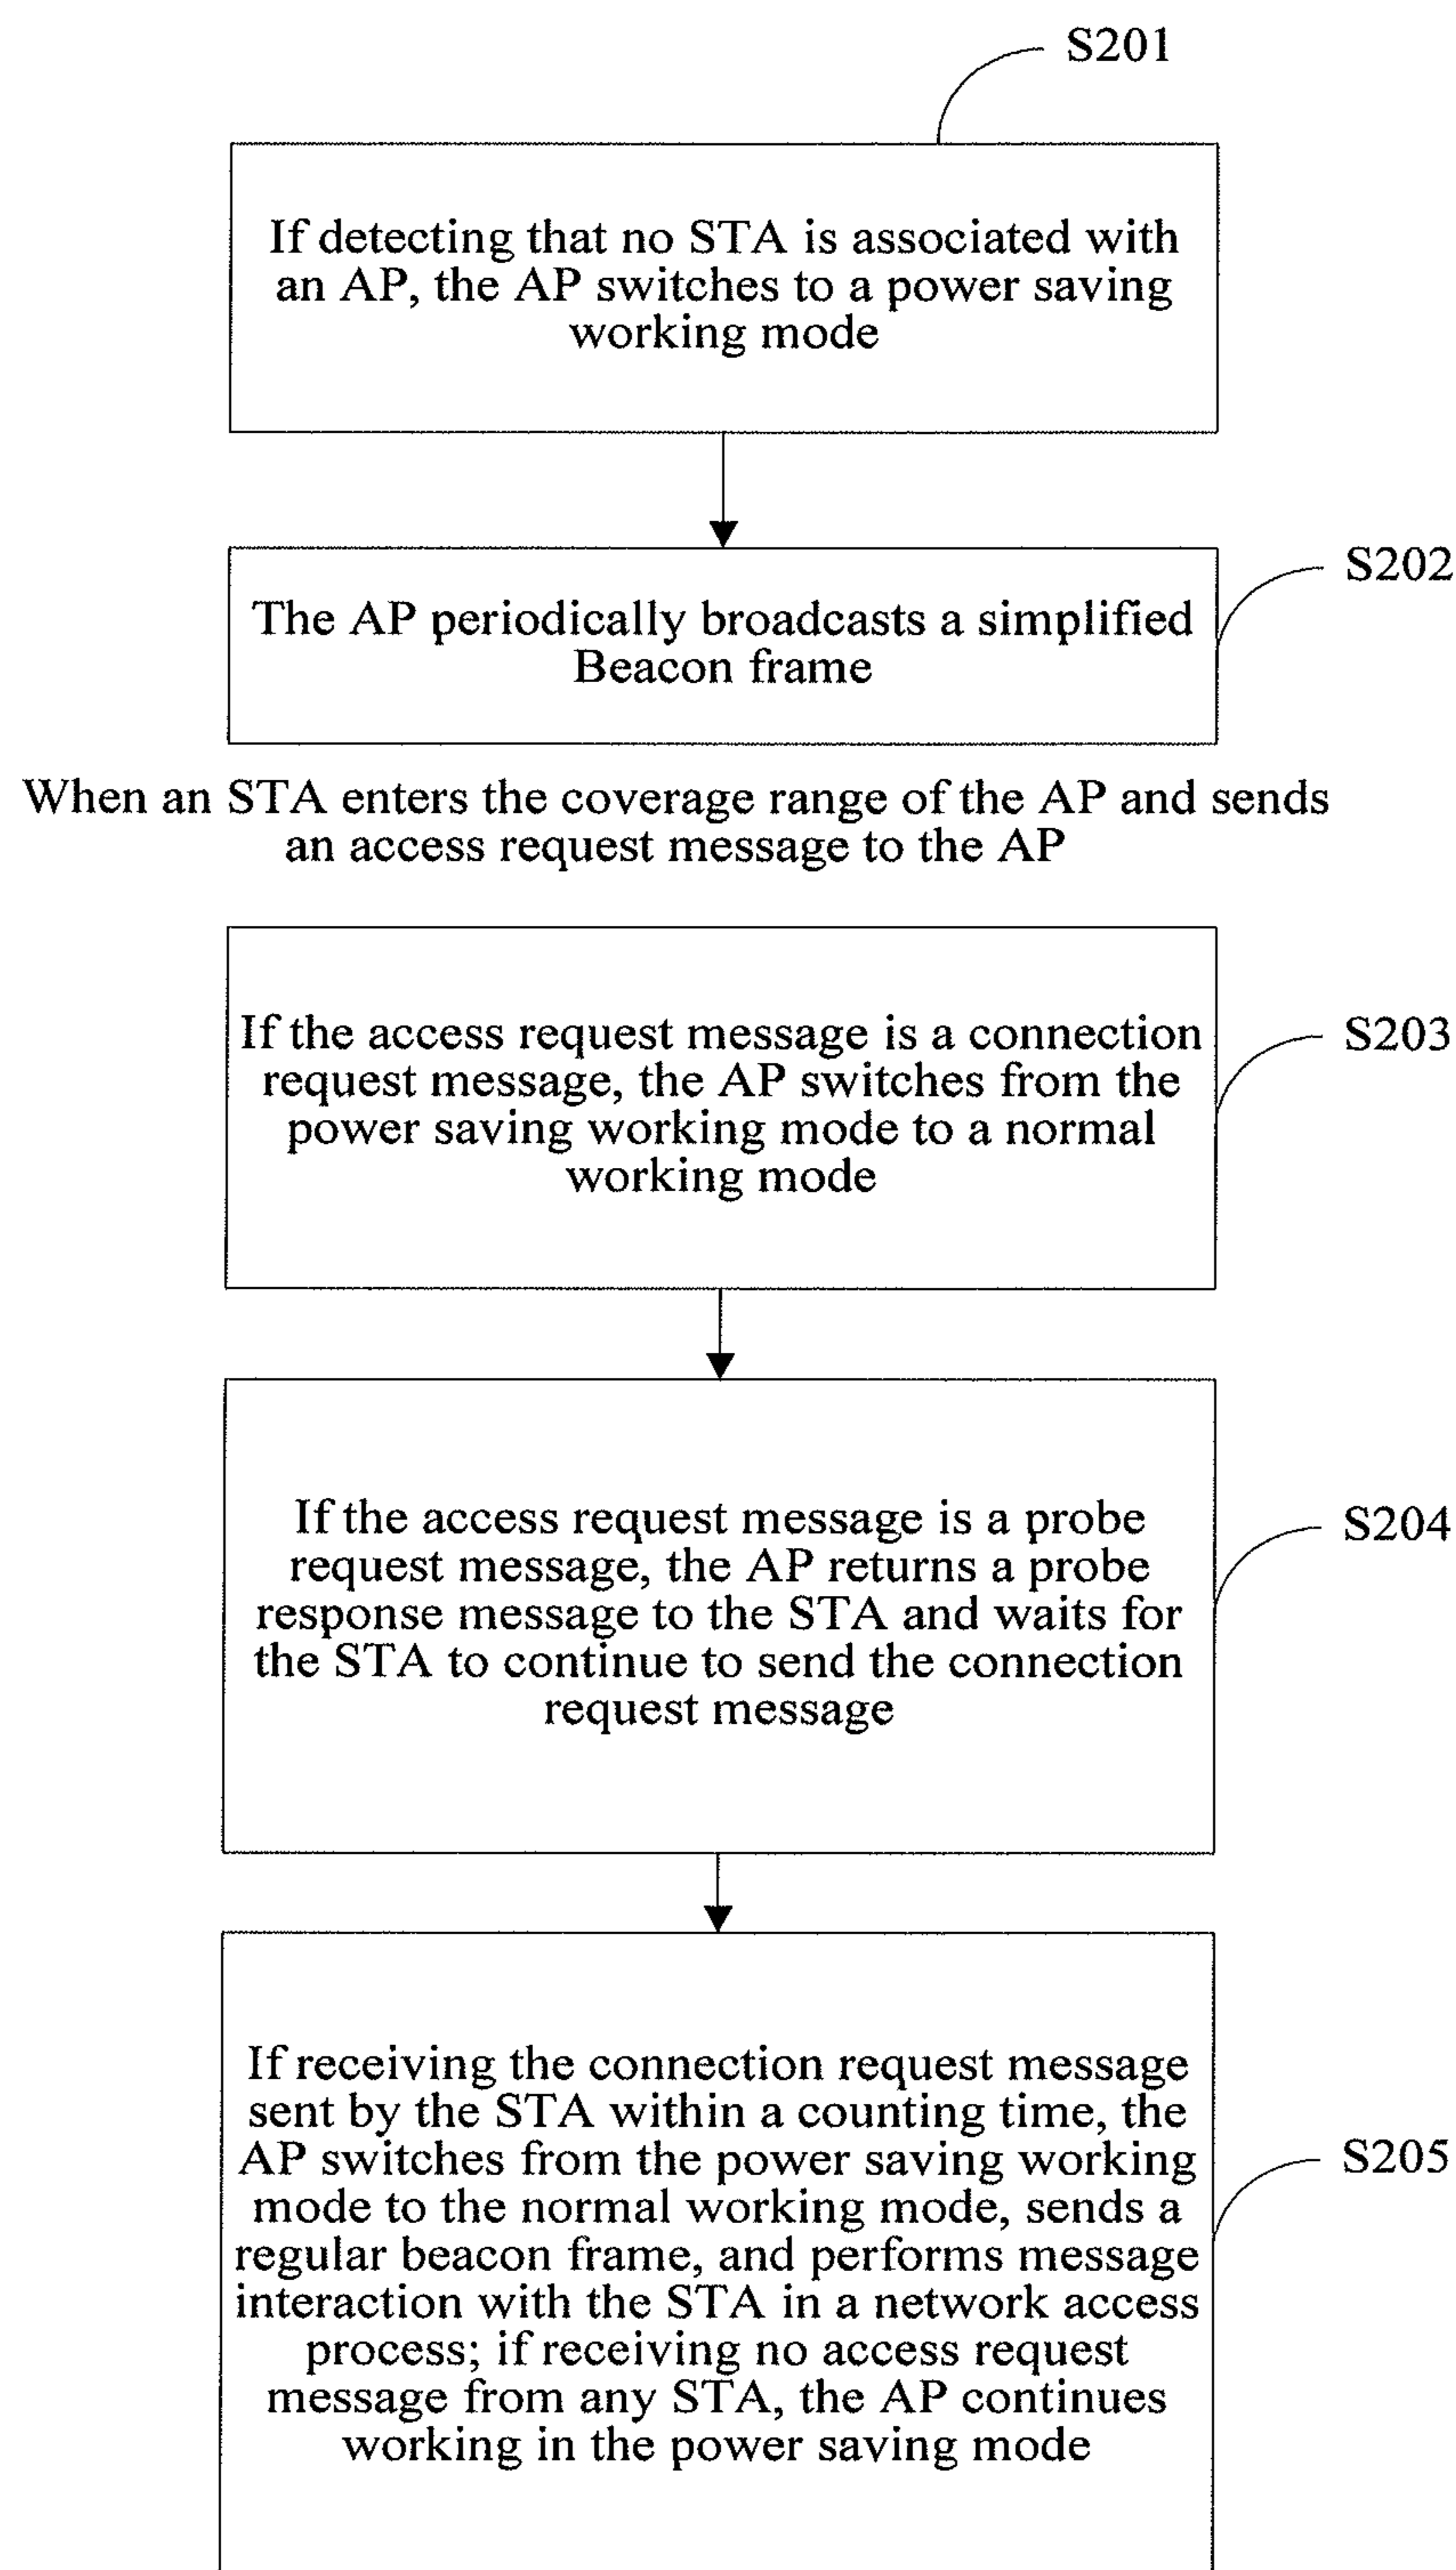 S201
If detecting that no STA is associated with
an AP, the AP switches to a power saving
working mode
S202
The AP periodically broadcasts a simplified
Beacon frame
When an STA enters the coverage range of the AP and sends
an access request message to the AP
S203
If the access request message is a connection
request message, the AP switches from the
power saving working mode to a normal
working mode
S204
If the access request message is a probe
request message, the AP returns a probe
response message to the STA and waits for
the STA to continue to send the connection
request message
S205
If receiving the connection request message
sent by the STA within a counting time, the
AP switches from the power saving working
mode to the normal working mode, sends a
regular beacon frame, and performs message
interaction with the STA in a network access
process; if receiving no access request
message from any STA, the AP continues
working in the power saving mode